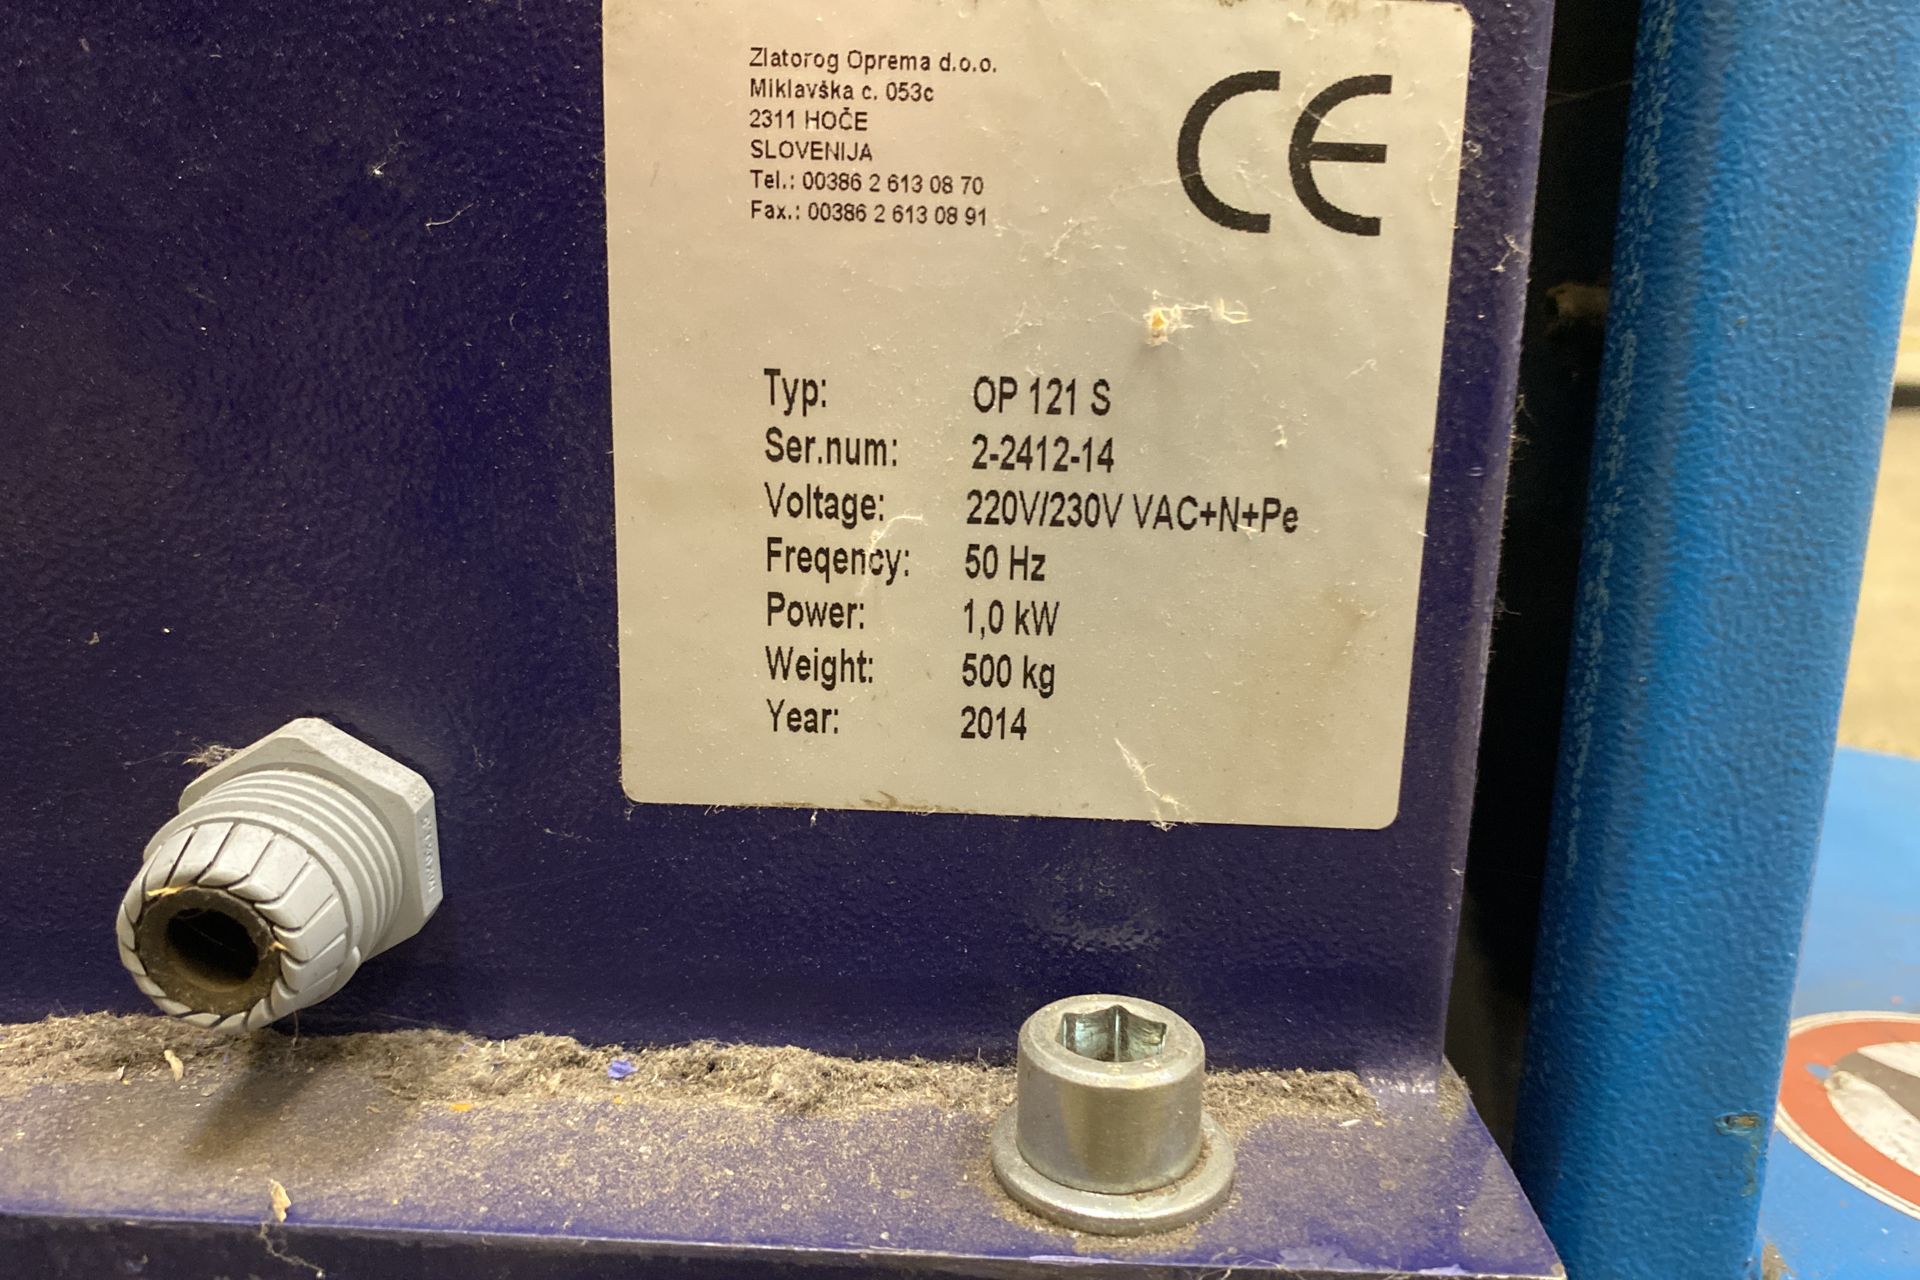 Zlatorog Oprema d.o.o.
Miklavška c. 053c
2311 HOČE
SLOVENIJA
Tel.: 00386 2 613 08 70
Fax.: 00386 2 613 08 91
CE
Typ: OP 121 S
Ser.num: 2-2412-14
Voltage: 220V/230V VAC+N+Pe
Freqency: 50 Hz
Power: 1,0 kW
Weight: 500 kg
Year: 2014